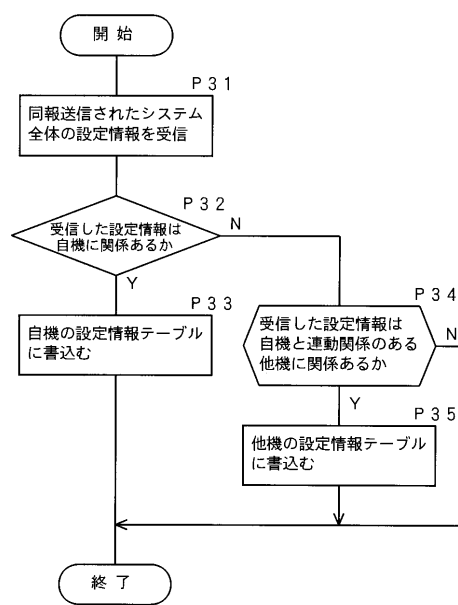 開 始
P31
同報送信されたシステム
全体の設定情報を受信
P32
受信した設定情報は
自機に関係あるか
N
Y
P33
自機の設定情報テーブル
に書込む
P34
受信した設定情報は
自機と連動関係のある
他機に関係あるか
N
Y
P35
他機の設定情報テーブル
に書込む
終 了